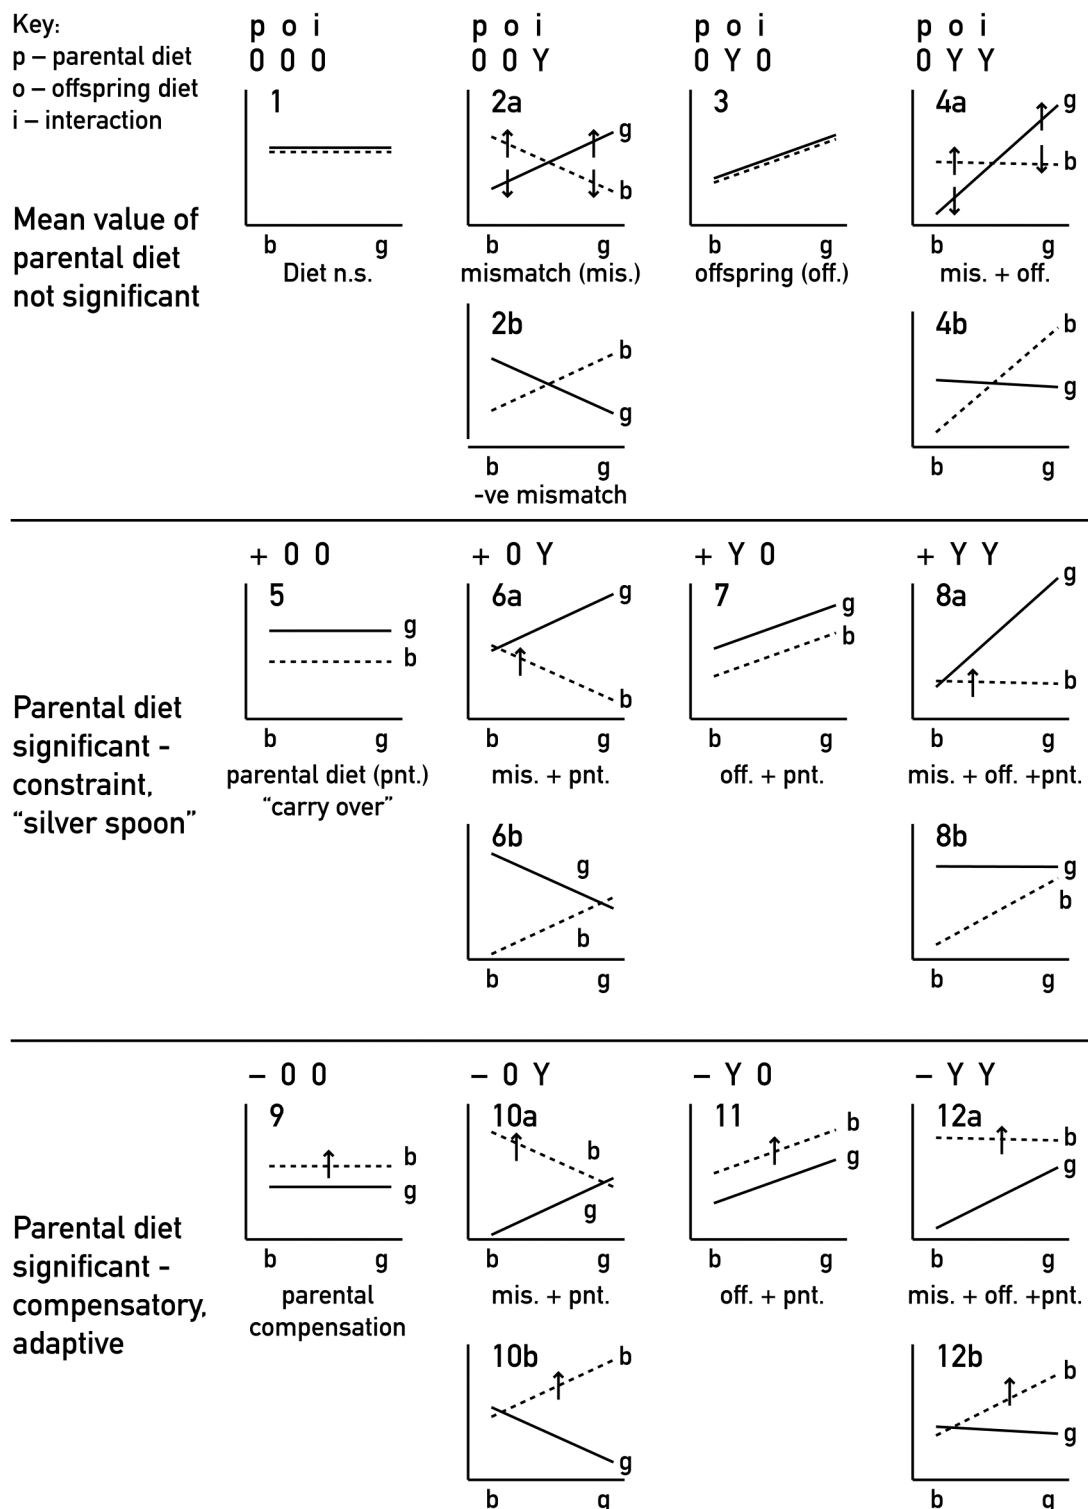 Key:
p – parental diet
o – offspring diet
i – interaction
p o i
0 0 0
p o i
0 0 Y
p o i
0 Y 0
p o i
0 Y Y
Mean value of
parental diet
not significant
1
b g
Diet n.s.
2a
g
b
b g
mismatch (mis.)
3
b g
offspring (off.)
4a
g
b
b g
mis. + off.
2b
b
g
b g
-ve mismatch
4b
b
g
b g
+ 0 0
+ 0 Y
+ Y 0
+ Y Y
Parental diet
significant -
constraint,
“silver spoon”
5
g
b
b g
parental diet (pnt.)
“carry over”
6a
g
b
b g
mis. + pnt.
7
g
b
b g
off. + pnt.
8a
g
b
b g
mis. + off. +pnt.
6b
g
b
b g
8b
g
b
b g
– 0 0
– 0 Y
– Y 0
– Y Y
Parental diet
significant -
compensatory,
adaptive
9
b
g
b g
parental
compensation
10a
b
g
b g
mis. + pnt.
11
b
g
b g
off. + pnt.
12a
b
g
b g
mis. + off. +pnt.
10b
b
g
b g
12b
b
g
b g